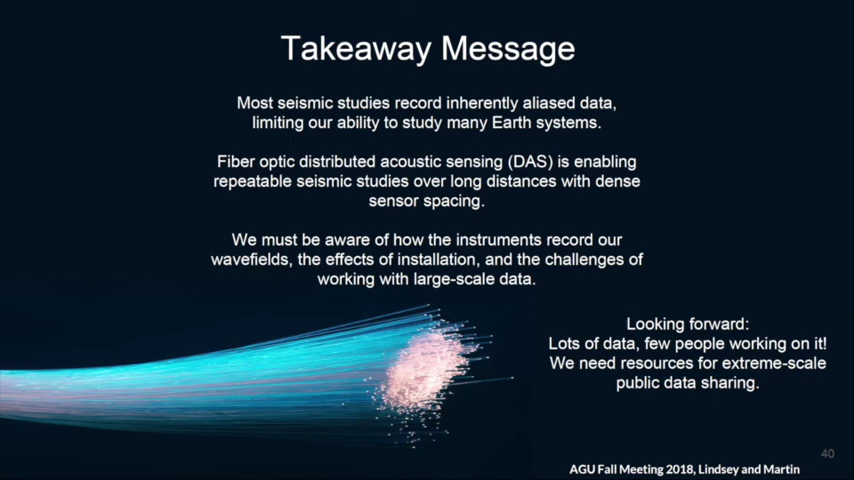 Takeaway Message
Most seismic studies record inherently aliased data,
limiting our ability to study many Earth systems.
Fiber optic distributed acoustic sensing (DAS) is enabling
repeatable seismic studies over long distances with dense
sensor spacing.
We must be aware of how the instruments record our
wavefields, the effects of installation, and the challenges of
working with large-scale data.
Looking forward:
Lots of data, few people working on it!
We need resources for extreme-scale
public data sharing.
40
AGU Fall Meeting 2018, Lindsey and Martin